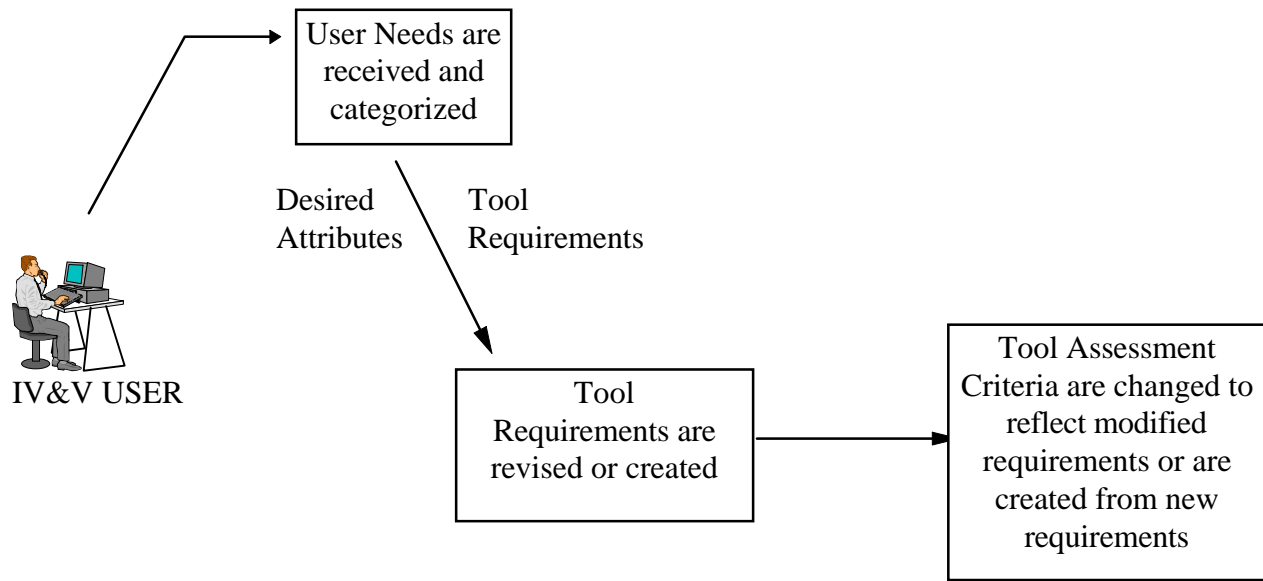 User Needs are
received and
categorized
Desired
Attributes
Tool
Requirements
IV&V USER
Tool
Requirements are
revised or created
Tool Assessment
Criteria are changed to
reflect modified
requirements or are
created from new
requirements